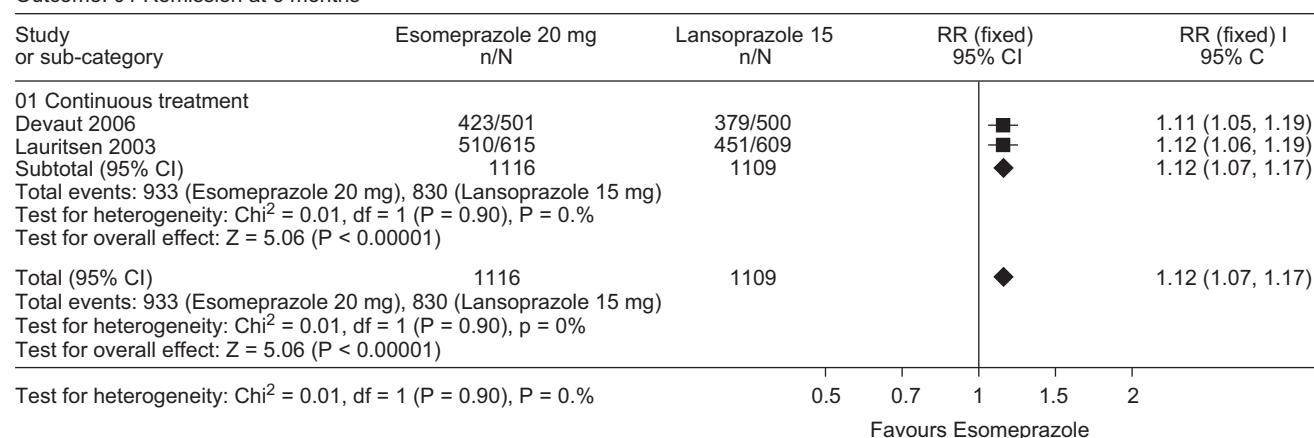 Study Esomeprazole 20 mg Lansoprazole 15 RR (fixed) RR (fixed) I
or sub-category n/N n/N 95% CI 95% C
01 Continuous treatment
Devaut 2006 423/501 379/500 1.11 (1.05, 1.19)
Lauritsen 2003 510/615 451/609 1.12 (1.06, 1.19)
Subtotal (95% CI) 1116 1109 1.12 (1.07, 1.17)
Total events: 933 (Esomeprazole 20 mg), 830 (Lansoprazole 15 mg)
Test for heterogeneity: Chi² = 0.01, df = 1 (P = 0.90), P = 0.%
Test for overall effect: Z = 5.06 (P < 0.00001)
Total (95% CI) 1116 1109 1.12 (1.07, 1.17)
Total events: 933 (Esomeprazole 20 mg), 830 (Lansoprazole 15 mg)
Test for heterogeneity: Chi² = 0.01, df = 1 (P = 0.90), p = 0%
Test for overall effect: Z = 5.06 (P < 0.00001)
Test for heterogeneity: Chi² = 0.01, df = 1 (P = 0.90), P = 0.% 0.5 0.7 1 1.5 2
Favours Esomeprazole